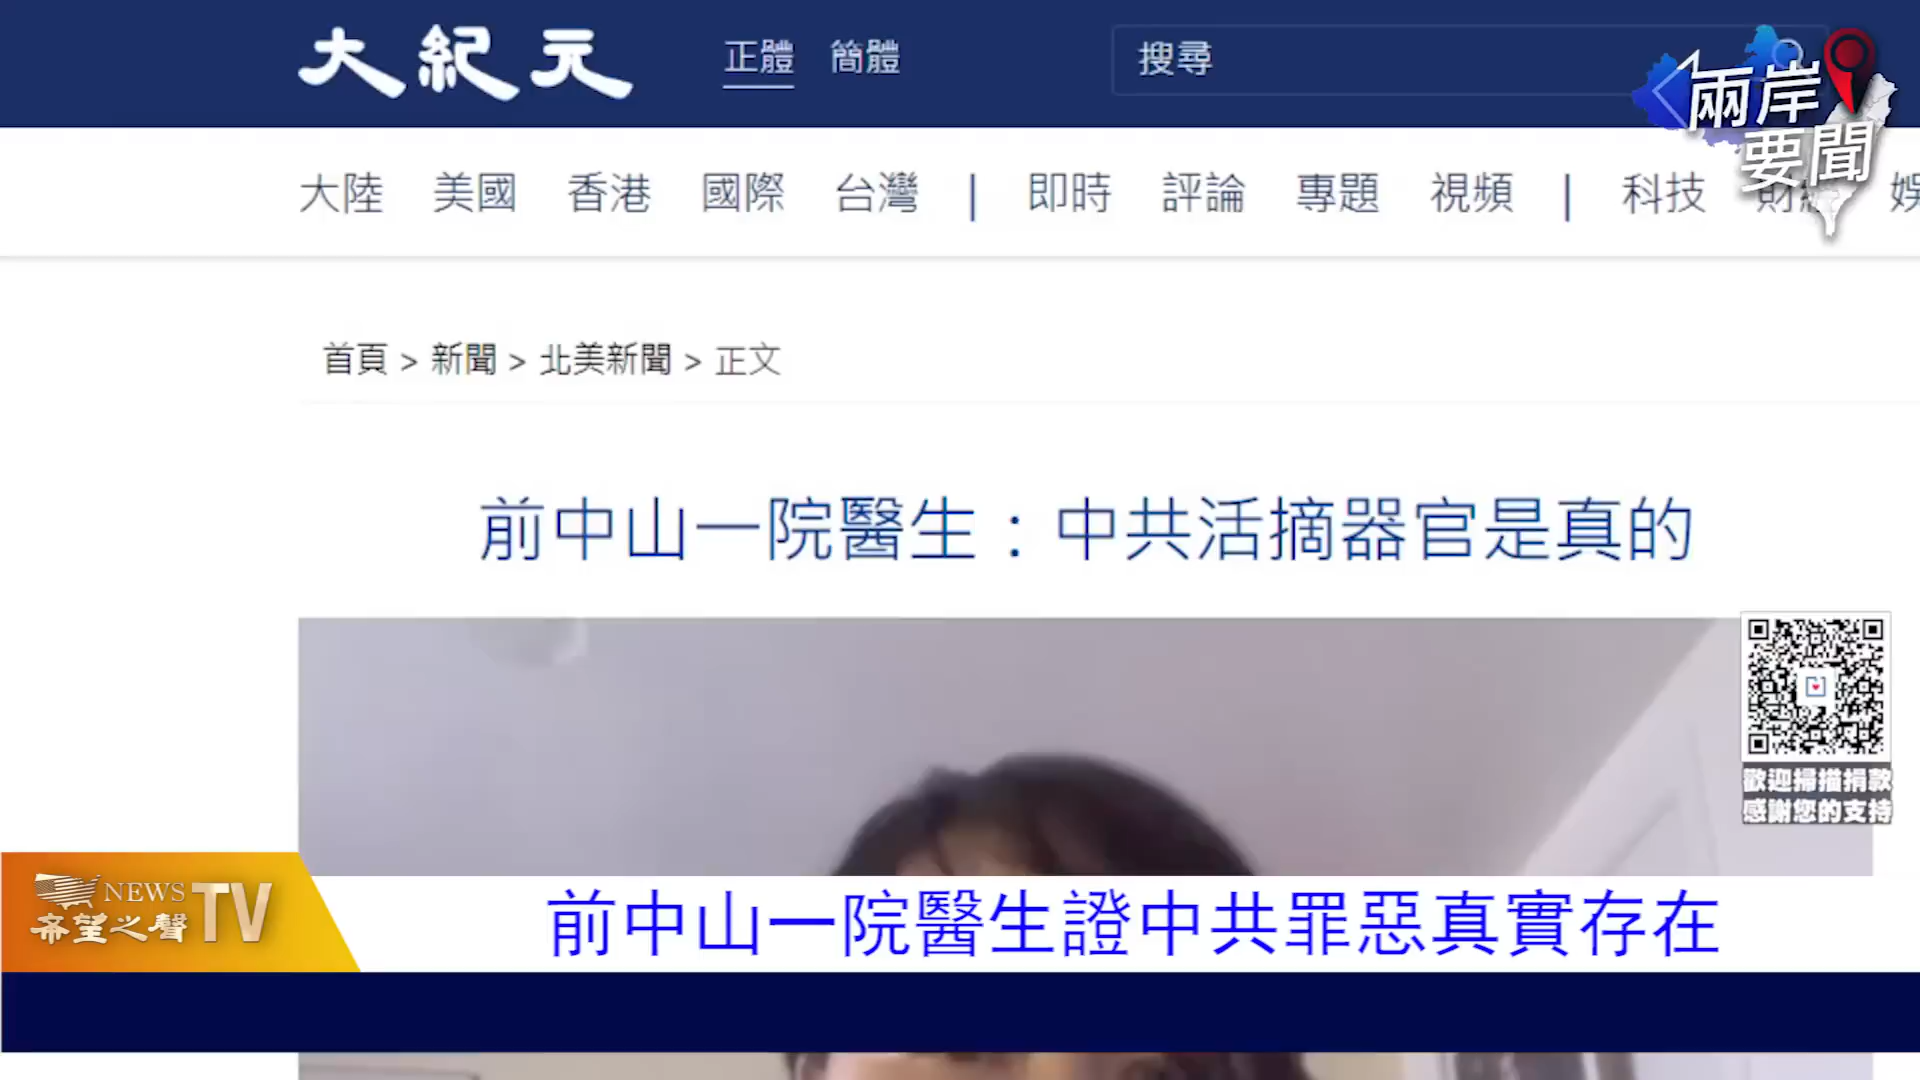 大紀元
正體 簡體
搜尋
兩岸
要聞
大陸 美國 香港 國際 台灣 | 即時 評論 專題 視頻 | 科技 財經 娛
首頁 > 新聞 > 北美新聞 > 正文
前中山一院醫生：中共活摘器官是真的
歡迎掃描捐款
感謝您的支持
NEWS
希望之聲 TV
前中山一院醫生證中共罪惡真實存在